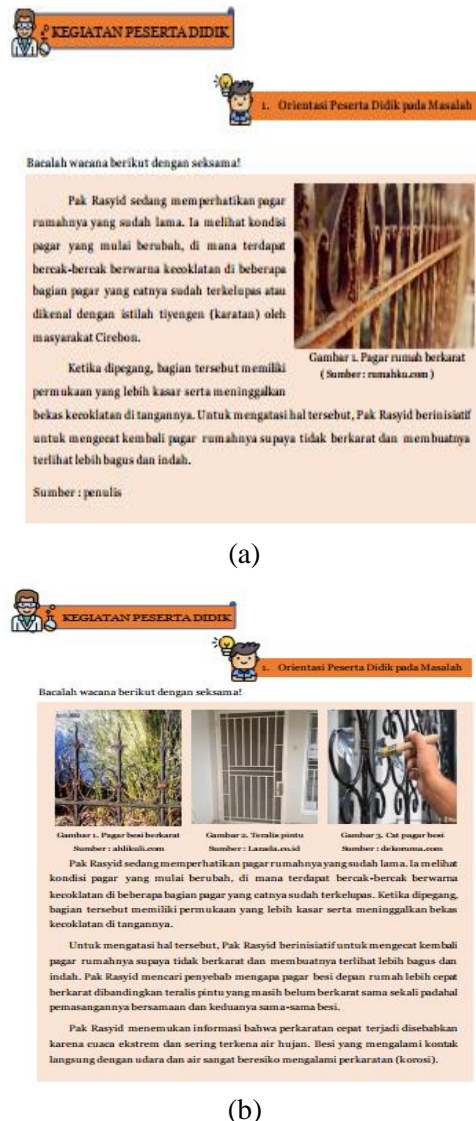 KEGIATAN PESERTA DIDIK
1. Orientasi Peserta Didik pada Masalah
Bacalah wacana berikut dengan seksama!
Pak Rasyid sedang memperhatikan pagar
rumahnya yang sudah lama. Ia melihat kondisi
pagar yang mulai berubah, di mana terdapat
bercak-bercak berwarna kecoklatan di beberapa
bagian pagar yang catnya sudah terkelupas atau
dikenal dengan istilah tiyengen (karatan) oleh
masyarakat Cirebon.
Gambar 1. Pagar rumah berkarat
( Sumber : rumahku.com )
Ketika dipegang, bagian tersebut memiliki
permukaan yang lebih kasar serta meninggalkan
bekas kecoklatan di tangannya. Untuk mengatasi hal tersebut, Pak Rasyid berinisiatif
untuk mengecat kembali pagar rumahnya supaya tidak berkarat dan membuatnya
terlihat lebih bagus dan indah.
Sumber : penulis
(a)
KEGIATAN PESERTA DIDIK
1. Orientasi Peserta Didik pada Masalah
Bacalah wacana berikut dengan seksama!
Gambar 1. Pagar besi berkarat
Sumber : ahlikuli.com
Gambar 2. Teralis pintu
Sumber : Lazada.co.id
Gambar 3. Cat pagar besi
Sumber : dekoruma.com
Pak Rasyid sedang memperhatikan pagar rumahnya yang sudah lama. Ia melihat
kondisi pagar yang mulai berubah, di mana terdapat bercak-bercak berwarna
kecoklatan di beberapa bagian pagar yang catnya sudah terkelupas. Ketika dipegang,
bagian tersebut memiliki permukaan yang lebih kasar serta meninggalkan bekas
kecoklatan di tangannya.
Untuk mengatasi hal tersebut, Pak Rasyid berinisiatif untuk mengecat kembali
pagar rumahnya supaya tidak berkarat dan membuatnya terlihat lebih bagus dan
indah. Pak Rasyid mencari penyebab mengapa pagar besi depan rumah lebih cepat
berkarat dibandingkan teralis pintu yang masih belum berkarat sama sekali padahal
pemasangannya bersamaan dan keduanya sama-sama besi.
Pak Rasyid menemukan informasi bahwa perkaratan cepat terjadi disebabkan
karena cuaca ekstrem dan sering terkena air hujan. Besi yang mengalami kontak
langsung dengan udara dan air sangat beresiko mengalami perkaratan (korosi).
(b)